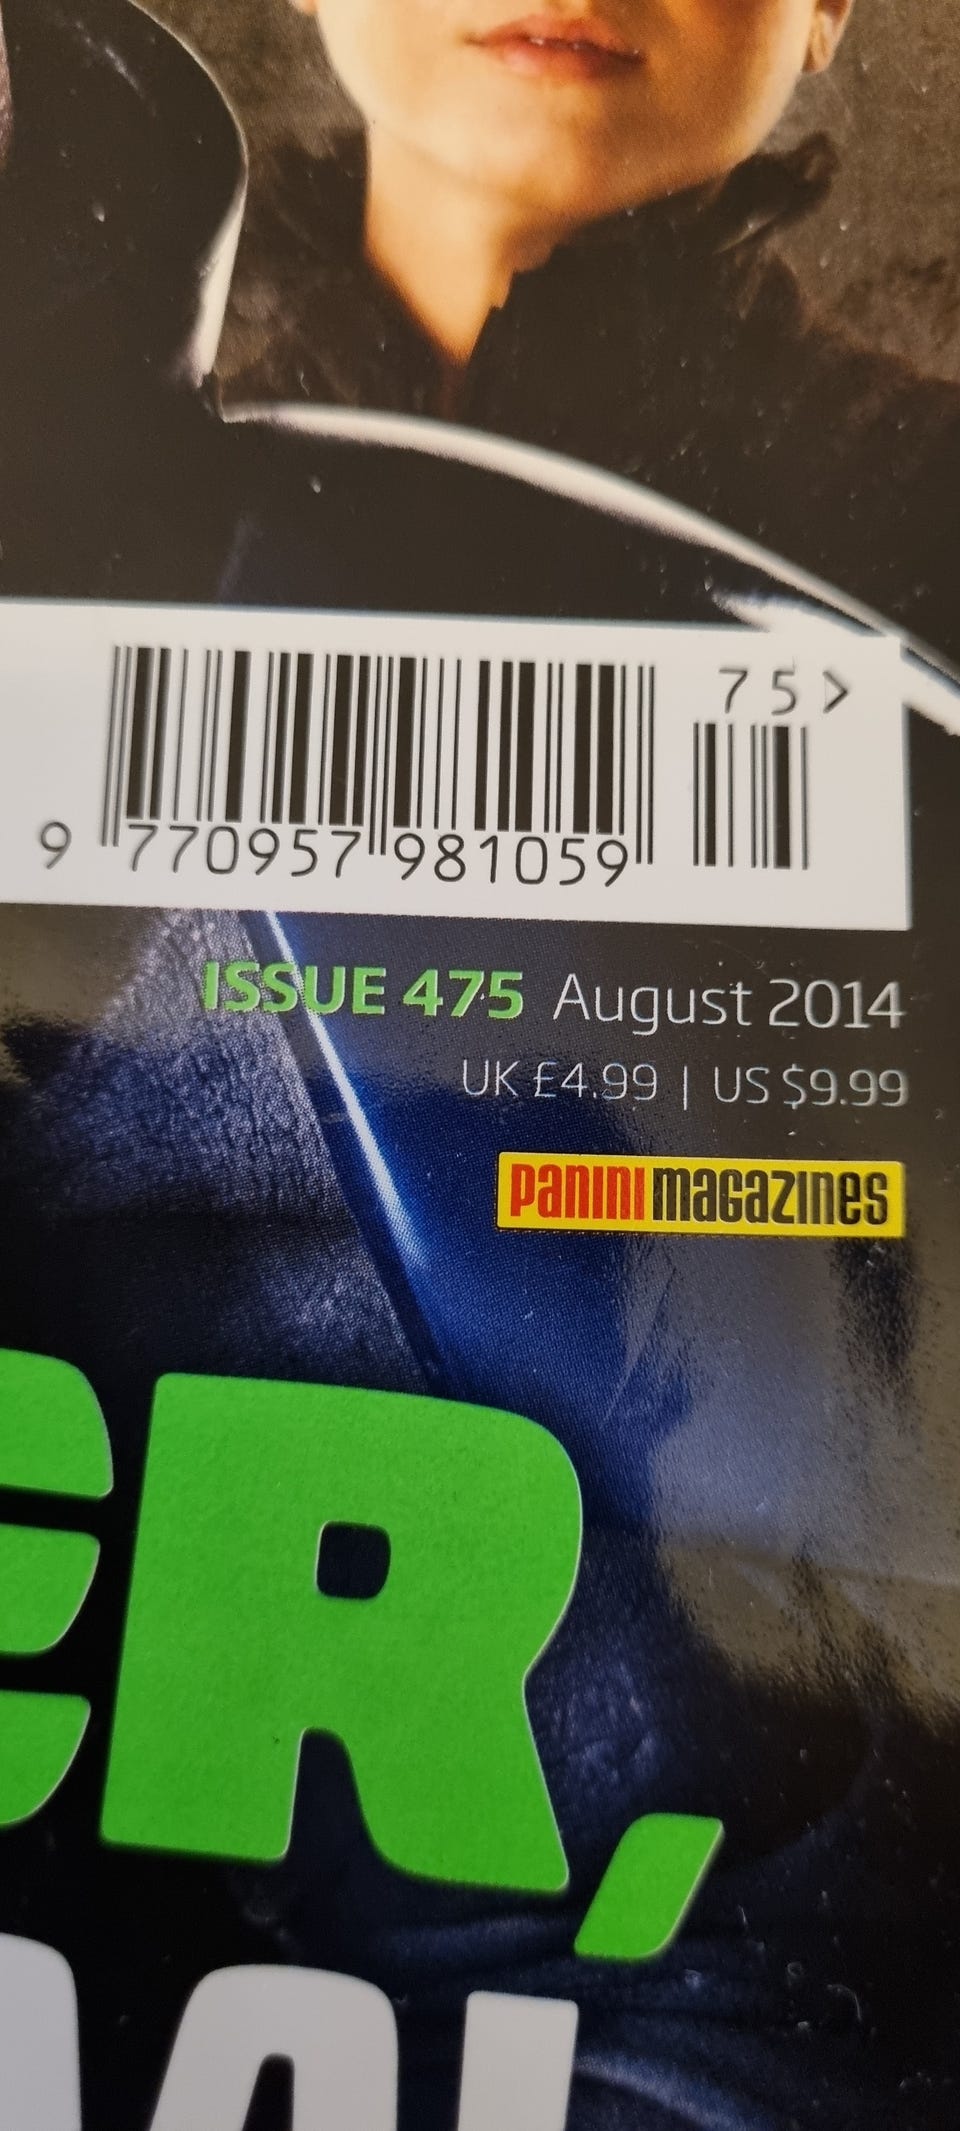 75>
9 770957 981059
ISSUE 475 August 2014
UK £4.99 | US $9.99
PANINI magazines
ER,